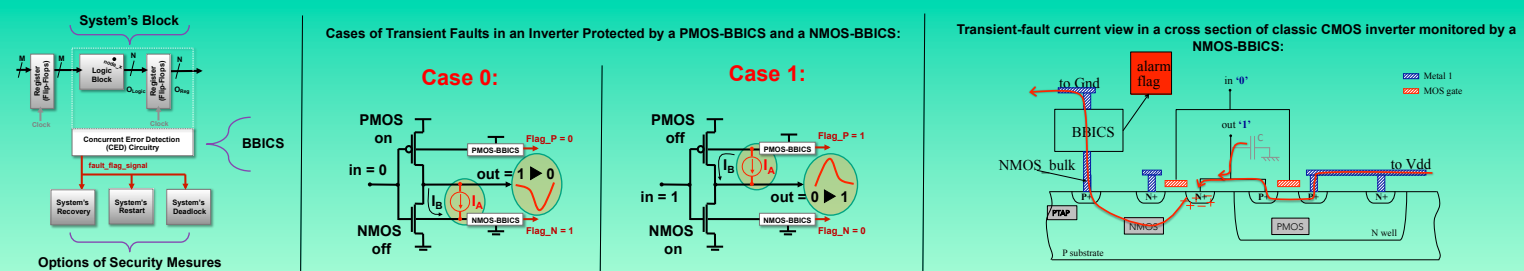 System's Block
M
M
N
N
Register
(Flip-Flops)
node_x
Logic
Block
Register
(Flip-Flops)
OLogic
OReg
Clock
Clock
Concurrent Error Detection
(CED) Circuitry
BBICS
fault_flag_signal
System's
Recovery
System's
Restart
System's
Deadlock
Options of Security Mesures
Cases of Transient Faults in an Inverter Protected by a PMOS-BBICS and a NMOS-BBICS:
Case 0:
PMOS
on
Flag_P = 0
PMOS-BBICS
in = 0
out = 1 ▶ 0
IB
IA
NMOS-BBICS
NMOS
off
Flag_N = 1
Case 1:
PMOS
off
Flag_P = 1
PMOS-BBICS
IB
IA
in = 1
out = 0 ▶ 1
NMOS-BBICS
NMOS
on
Flag_N = 0
Transient-fault current view in a cross section of classic CMOS inverter monitored by a
NMOS-BBICS:
alarm
flag
to Gnd
in '0'
Metal 1
MOS gate
BBICS
out '1'
C
NMOS_bulk
to Vdd
P+
N+
N+
P+
P+
N+
PTAP
NMOS
PMOS
N well
P substrate